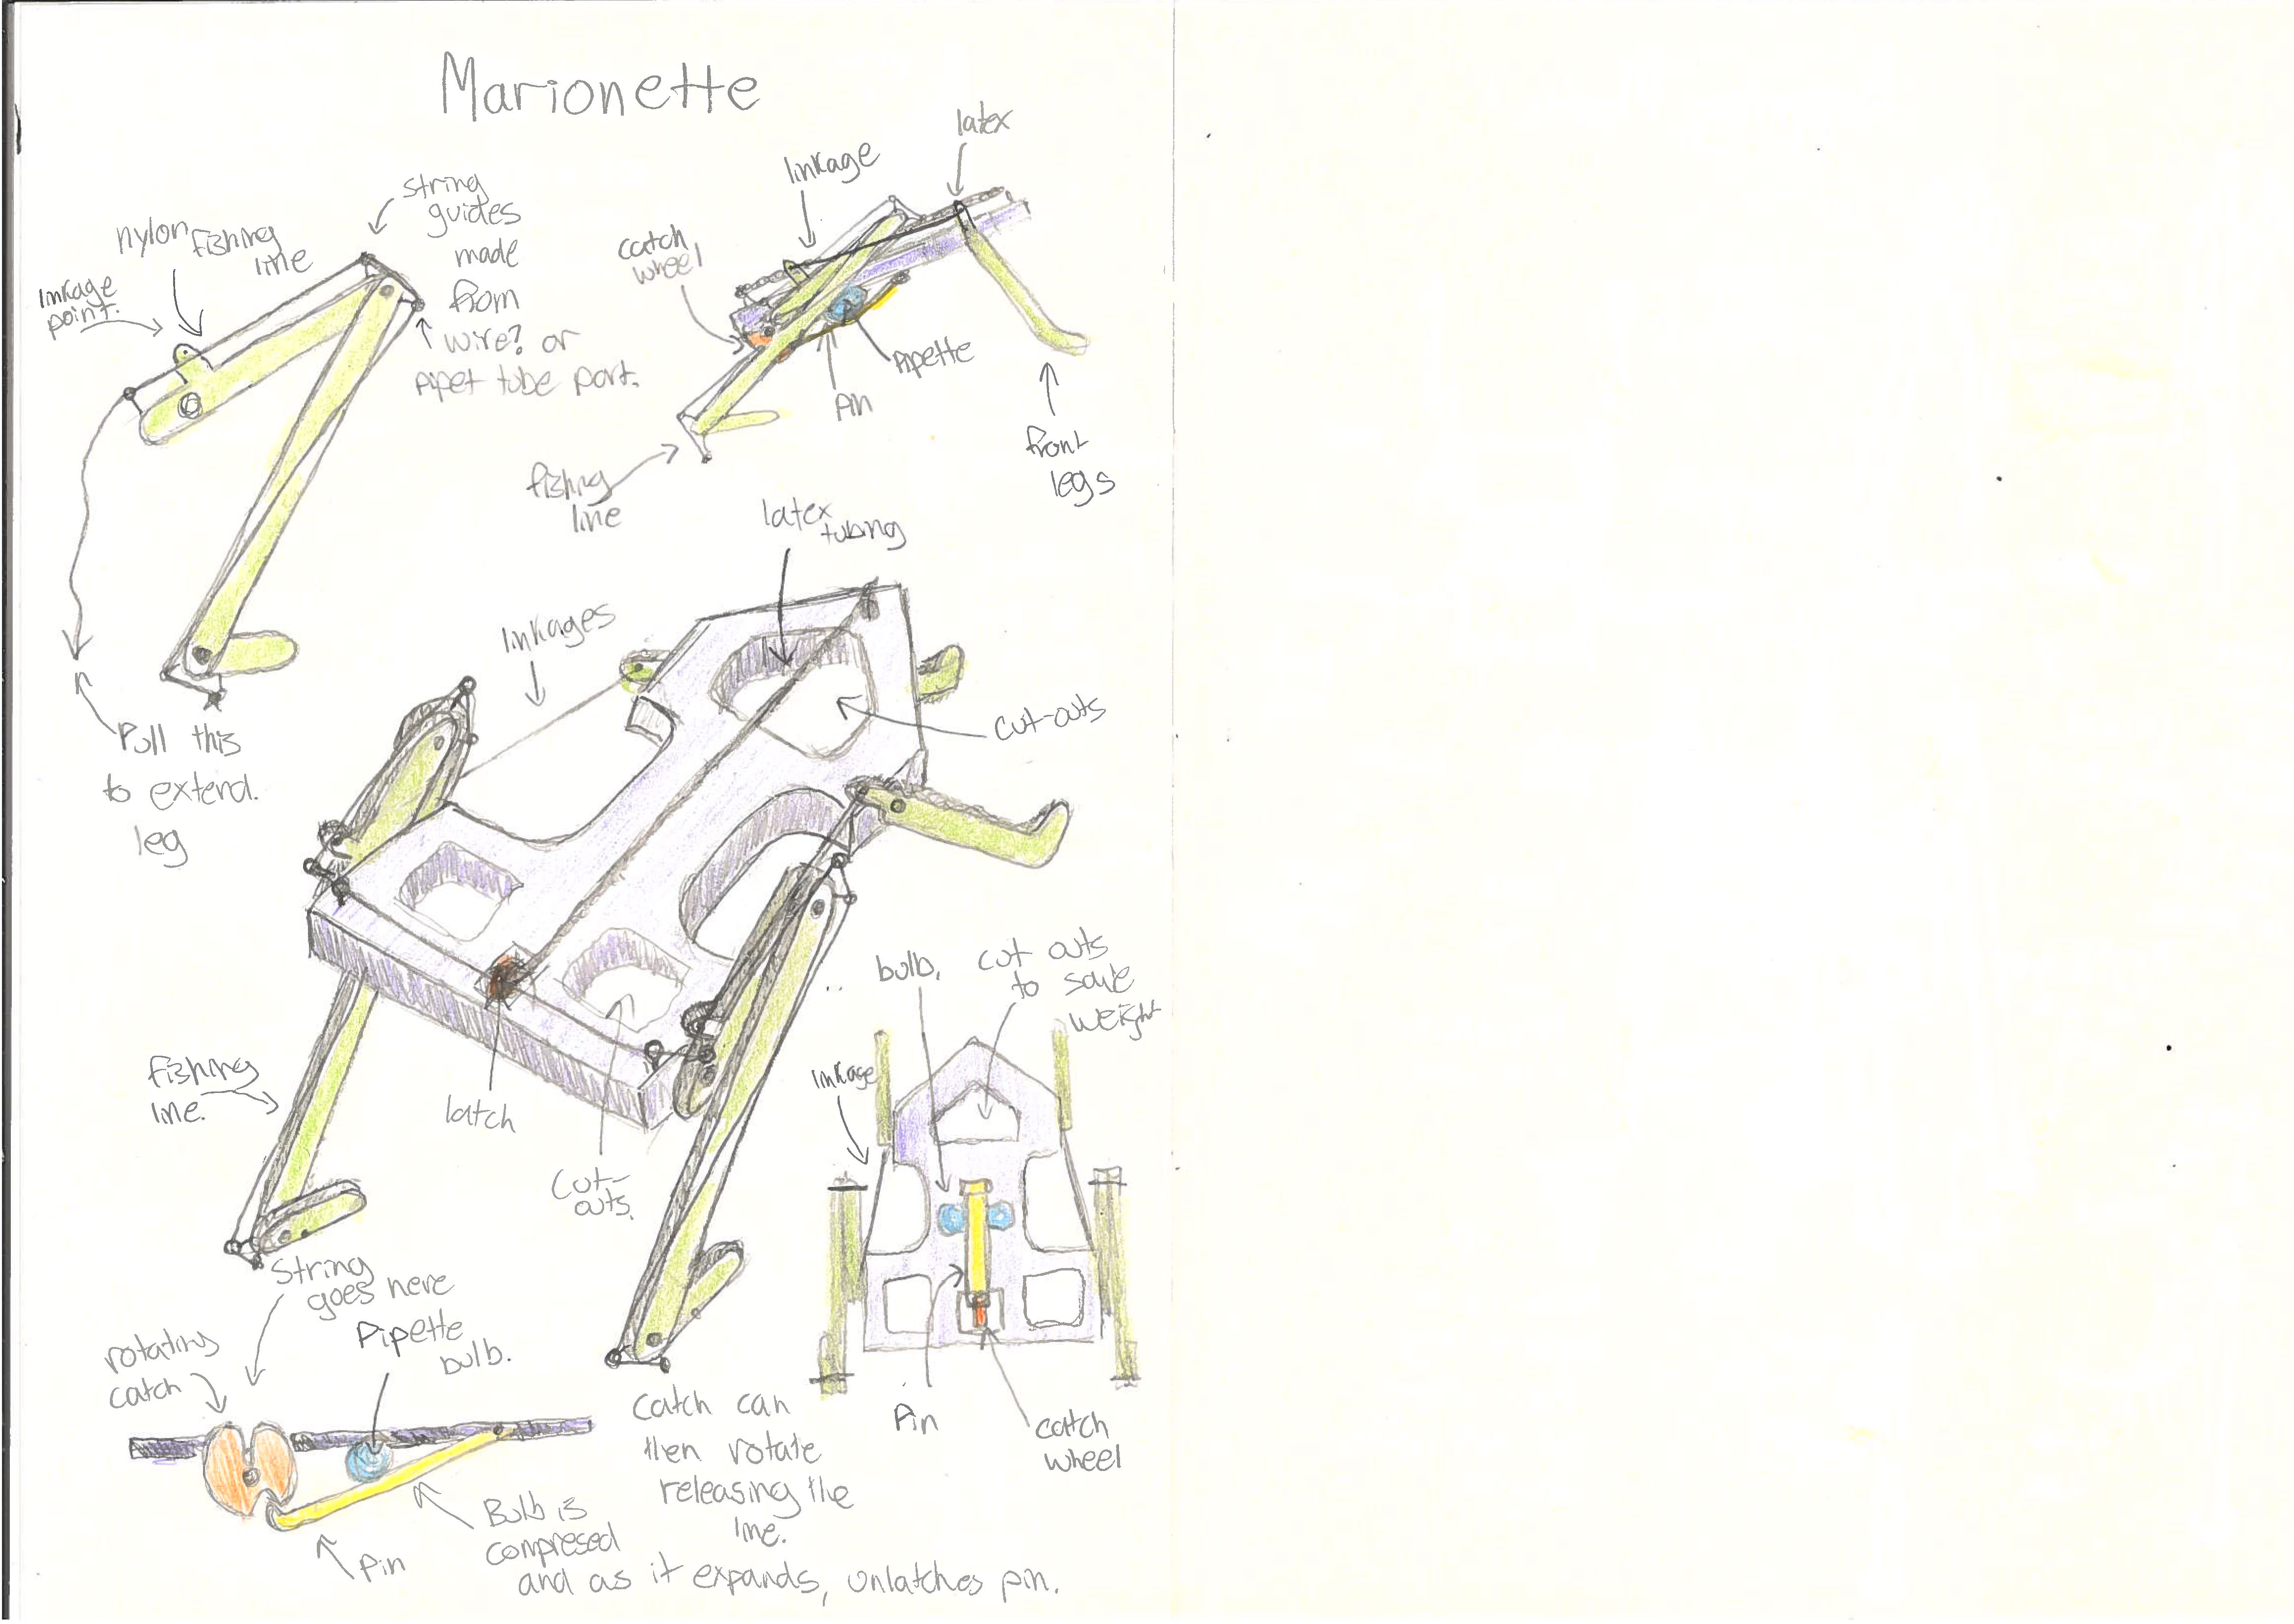 Marionette
latex
linkage
string
guides
made
from
wire? or
pipet tube part.
nylon
fishing
line
linkage
point.
catch
wheel
pipette
Pin
front
legs
fishing
line
latex
tubing
linkages
Pull this
to extend
leg
cut-outs
bulb.
cut outs
to save
weight
linkage
fishing
line.
latch
Cut-
outs.
string
goes here
Pipette
bulb.
rotating
catch
Pin
catch
wheel
catch can
then rotate
releasing the
line.
Pin
Bulb is
compresed
and as it expands, unlatches pin.